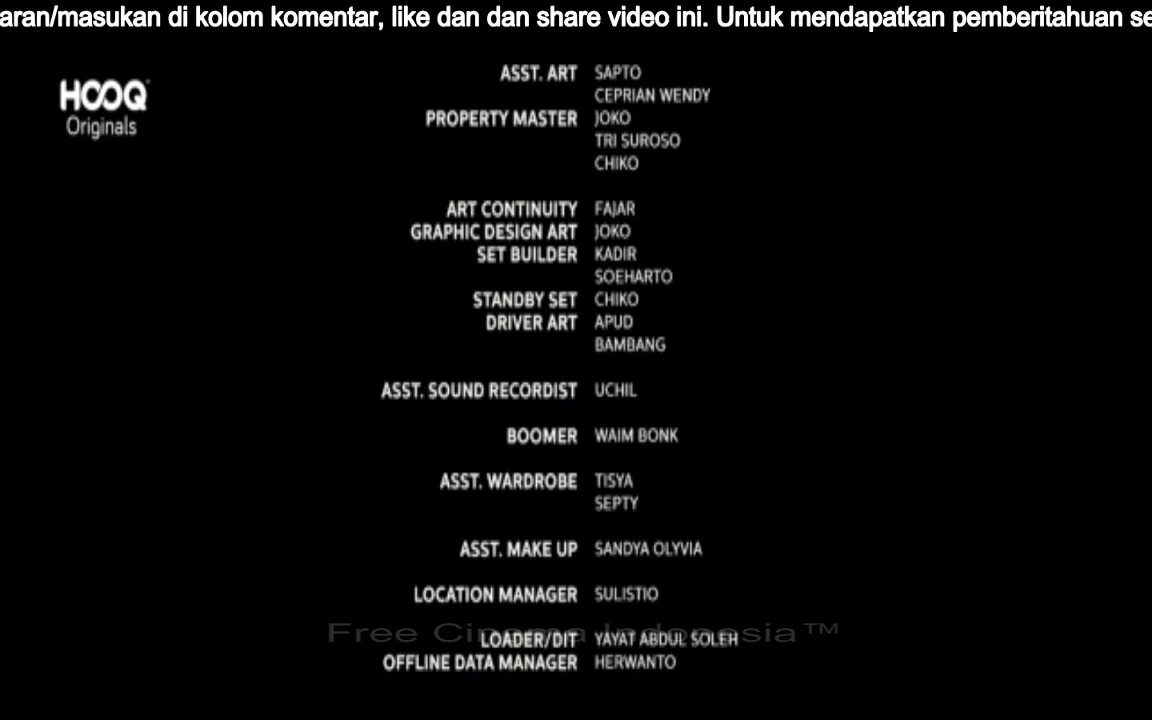 aran/masukan di kolom komentar, like dan dan share video ini. Untuk mendapatkan pemberitahuan se
HOOQ
Originals
ASST. ART SAPTO
CEPRIAN WENDY
PROPERTY MASTER JOKO
TRI SUROSO
CHIKO
ART CONTINUITY FAJAR
GRAPHIC DESIGN ART JOKO
SET BUILDER KADIR
SOEHARTO
STANDBY SET CHIKO
DRIVER ART APUD
BAMBANG
ASST. SOUND RECORDIST UCHIL
BOOMER WAIM BONK
ASST. WARDROBE TISYA
SEPTY
ASST. MAKE UP SANDYA OLYVIA
LOCATION MANAGER SULISTIO
Free Cinema Indonesia™
LOADER/DIT YAYAT ABDUL SOLEH
OFFLINE DATA MANAGER HERWANTO